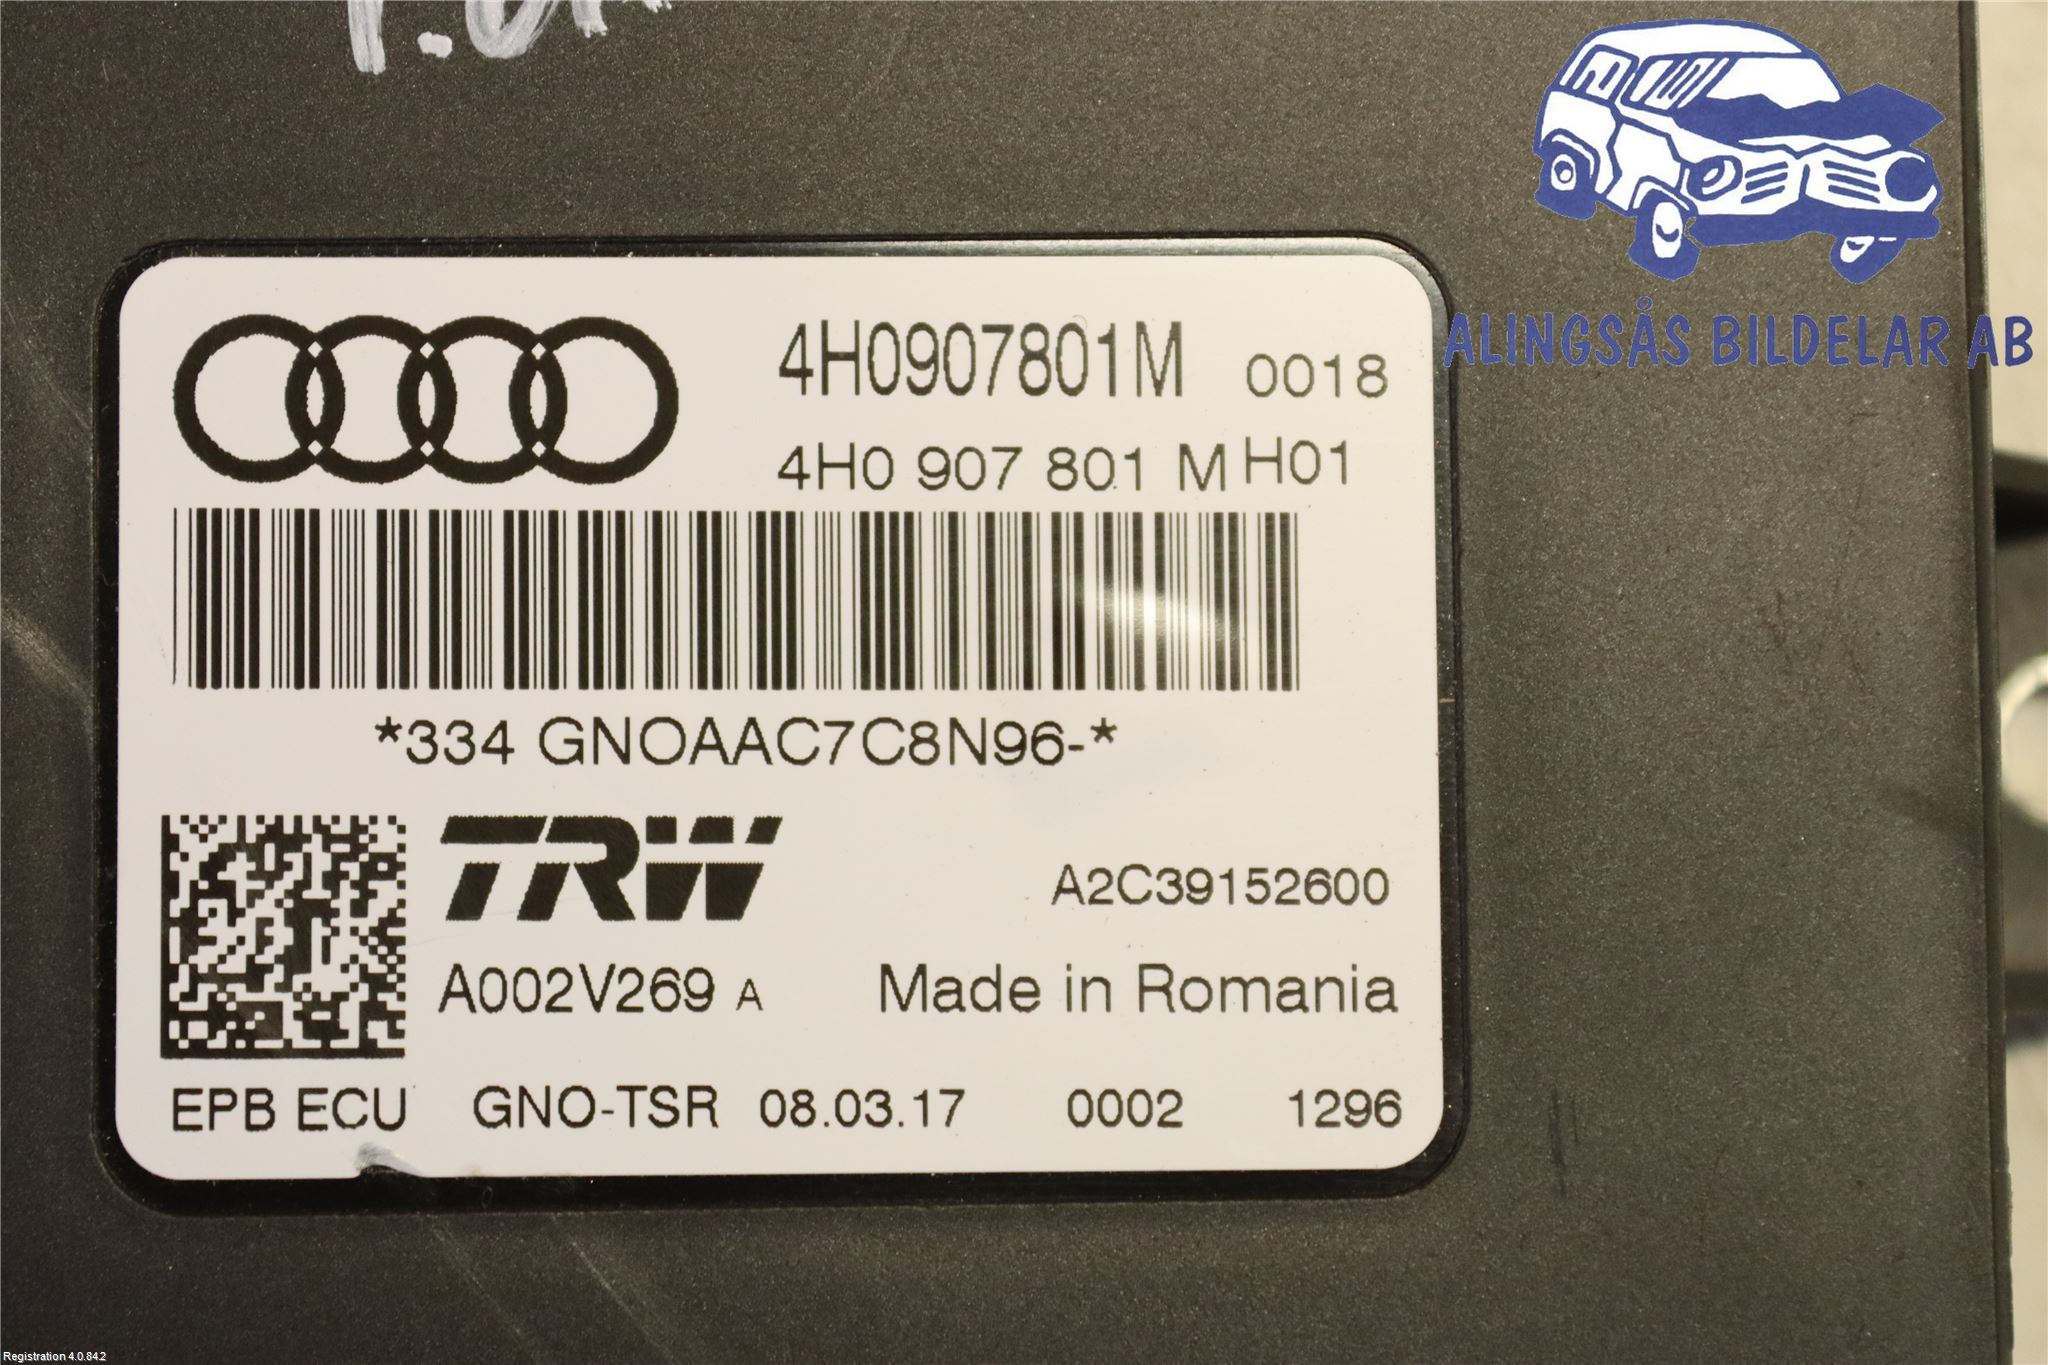 ALINGSÅS BILDELAR AB
4H0907801M 0018
4H0 907 801 M H01
*334 GNOAAC7C8N96-*
TRW
A2C39152600
A002V269 A Made in Romania
EPB ECU GNO-TSR 08.03.17 0002 1296
Registration 4.0.84.2